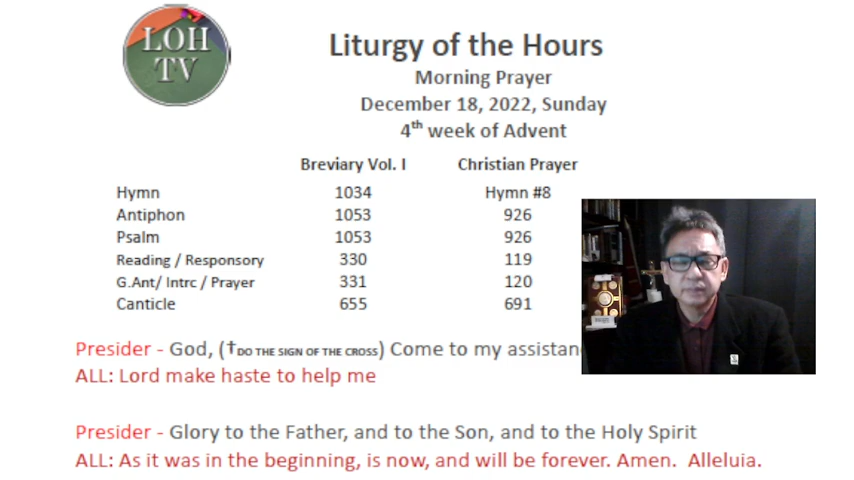 LOH
TV
Liturgy of the Hours
Morning Prayer
December 18, 2022, Sunday
4th week of Advent
Breviary Vol. I Christian Prayer
Hymn 1034 Hymn #8
Antiphon 1053 926
Psalm 1053 926
Reading / Responsory 330 119
G.Ant/ Intrc / Prayer 331 120
Canticle 655 691
Presider - God, (†DO THE SIGN OF THE CROSS) Come to my assistan
ALL: Lord make haste to help me
Presider - Glory to the Father, and to the Son, and to the Holy Spirit
ALL: As it was in the beginning, is now, and will be forever. Amen. Alleluia.